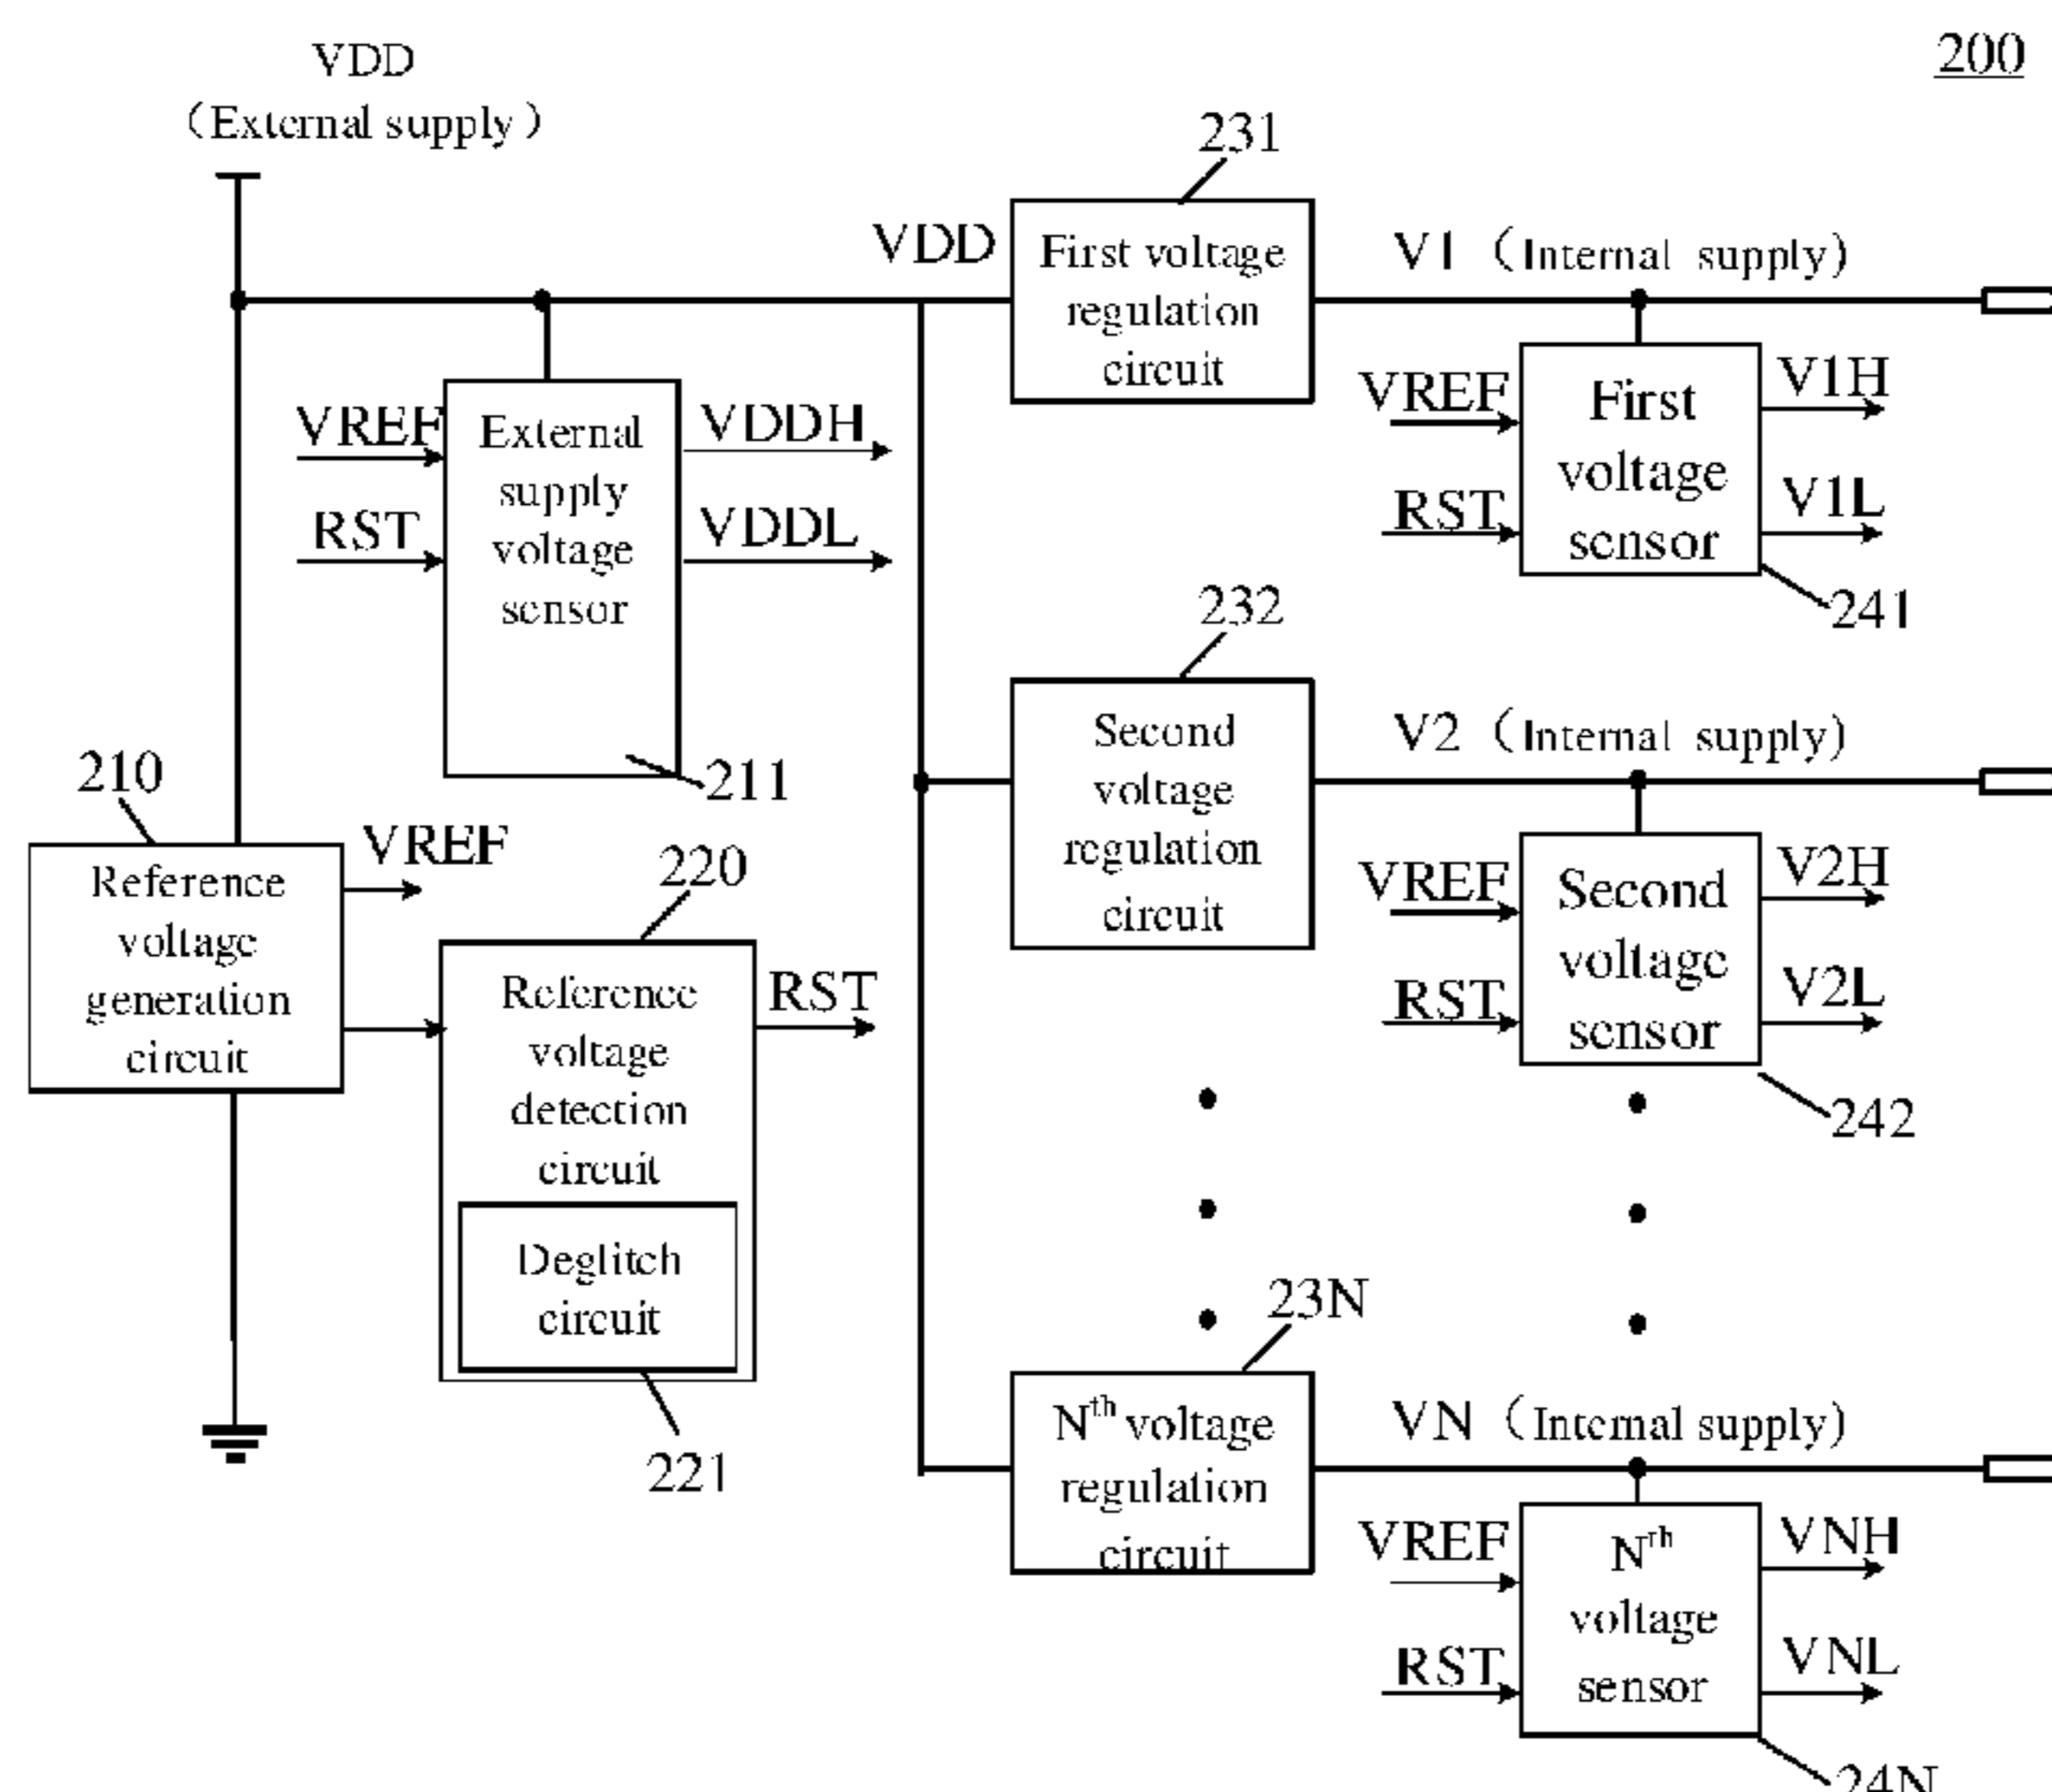 200
VDD
（External supply）
231
VDD
First voltage
regulation
circuit
V1（Internal supply)
VREF
RST
External
supply
voltage
sensor
VDDH
VDDL
211
VREF
RST
First
voltage
sensor
V1H
V1L
241
232
Second
voltage
regulation
circuit
V2（Internal supply)
VREF
RST
Second
voltage
sensor
V2H
V2L
242
210
Reference
voltage
generation
circuit
VREF
220
Reference
voltage
detection
circuit
RST
Deglitch
circuit
221
23N
Nth voltage
regulation
circuit
VN（Internal supply)
VREF
RST
Nth
voltage
sensor
VNH
VNL
24N